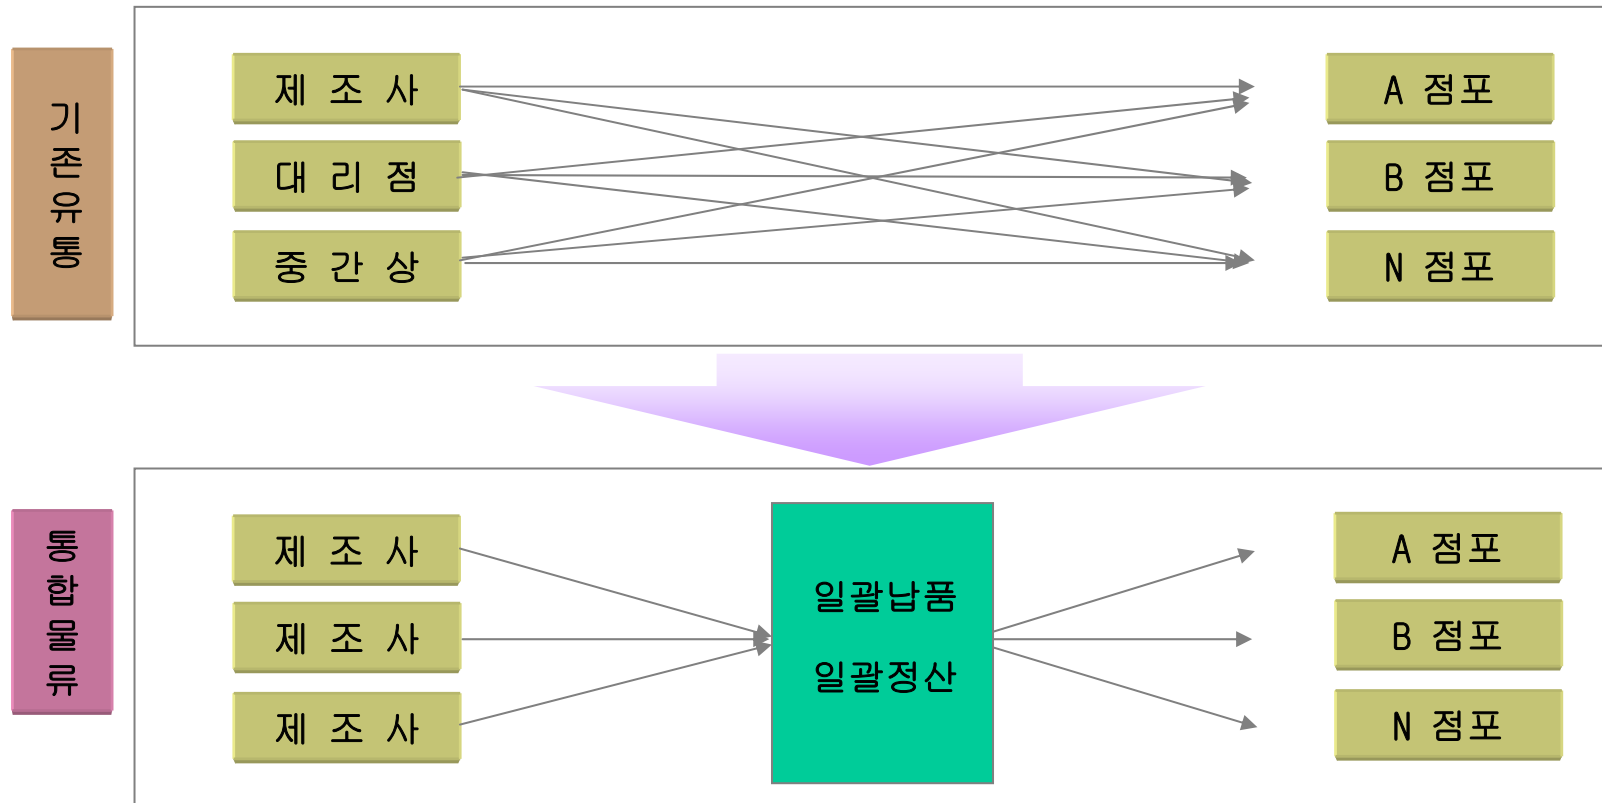 기존유통
제 조 사
A 점포
대 리 점
B 점포
중 간 상
N 점포
통합물류
제 조 사
A 점포
일괄납품
제 조 사
B 점포
일괄정산
제 조 사
N 점포